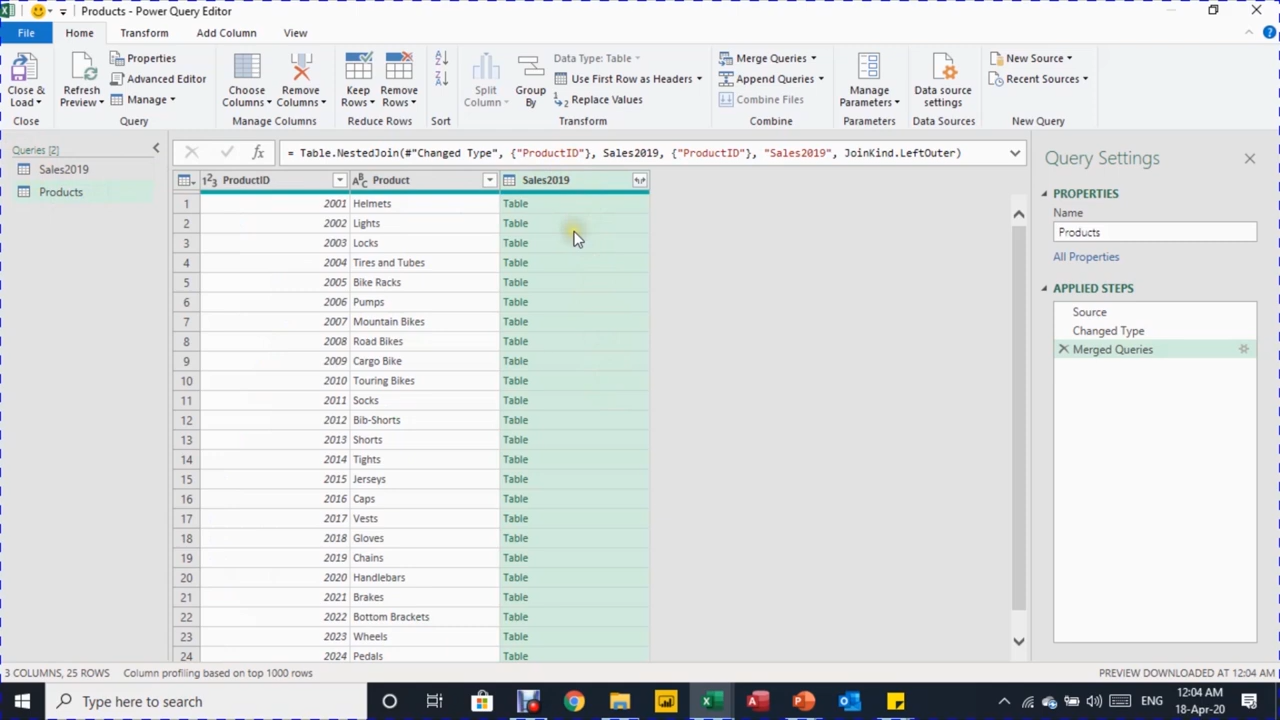 Products - Power Query Editor
File
Home
Transform
Add Column
View
Close & Load
Close
Refresh Preview
Properties
Advanced Editor
Manage
Query
Choose Columns
Remove Columns
Manage Columns
Keep Rows
Remove Rows
Reduce Rows
Sort
Split Column
Group By
Data Type: Table
Use First Row as Headers
Replace Values
Transform
Merge Queries
Append Queries
Combine Files
Combine
Manage Parameters
Parameters
Data source settings
Data Sources
New Source
Recent Sources
New Query
Queries [2]
Sales2019
Products
= Table.NestedJoin(#"Changed Type", {"ProductID"}, Sales2019, {"ProductID"}, "Sales2019", JoinKind.LeftOuter)
ProductID Product Sales2019
1 2001 Helmets Table
2 2002 Lights Table
3 2003 Locks Table
4 2004 Tires and Tubes Table
5 2005 Bike Racks Table
6 2006 Pumps Table
7 2007 Mountain Bikes Table
8 2008 Road Bikes Table
9 2009 Cargo Bike Table
10 2010 Touring Bikes Table
11 2011 Socks Table
12 2012 Bib-Shorts Table
13 2013 Shorts Table
14 2014 Tights Table
15 2015 Jerseys Table
16 2016 Caps Table
17 2017 Vests Table
18 2018 Gloves Table
19 2019 Chains Table
20 2020 Handlebars Table
21 2021 Brakes Table
22 2022 Bottom Brackets Table
23 2023 Wheels Table
24 2024 Pedals Table
Query Settings
PROPERTIES
Name
Products
All Properties
APPLIED STEPS
Source
Changed Type
Merged Queries
3 COLUMNS, 25 ROWS Column profiling based on top 1000 rows
PREVIEW DOWNLOADED AT 12:04 AM
Type here to search
ENG
12:04 AM
18-Apr-20